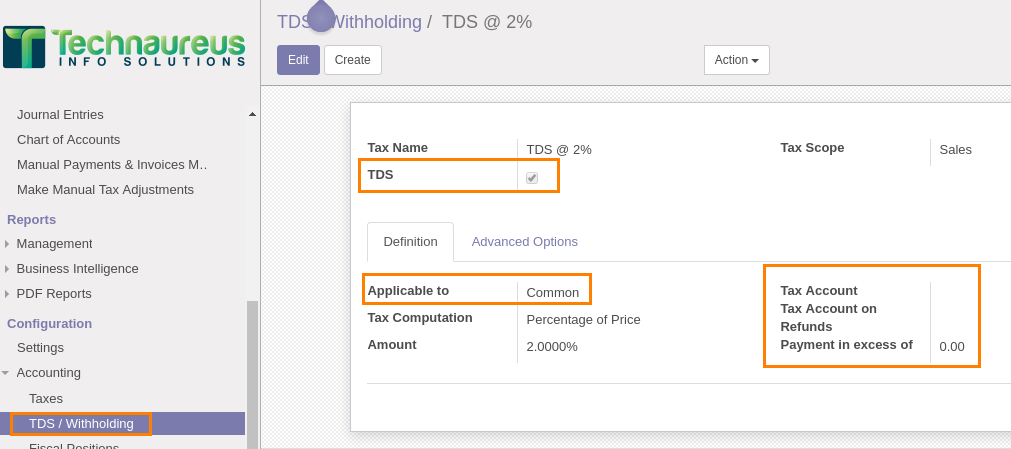 Technaureus
INFO SOLUTIONS
Journal Entries
Chart of Accounts
Manual Payments & Invoices M..
Make Manual Tax Adjustments
Reports
Management
Business Intelligence
PDF Reports
Configuration
Settings
Accounting
Taxes
TDS / Withholding
Fiscal Positions
TDS / Withholding / TDS @ 2%
Edit Create Action
Tax Name TDS @ 2% Tax Scope Sales
TDS
Definition Advanced Options
Applicable to Common
Tax Computation Percentage of Price
Amount 2.0000%
Tax Account
Tax Account on
Refunds
Payment in excess of 0.00